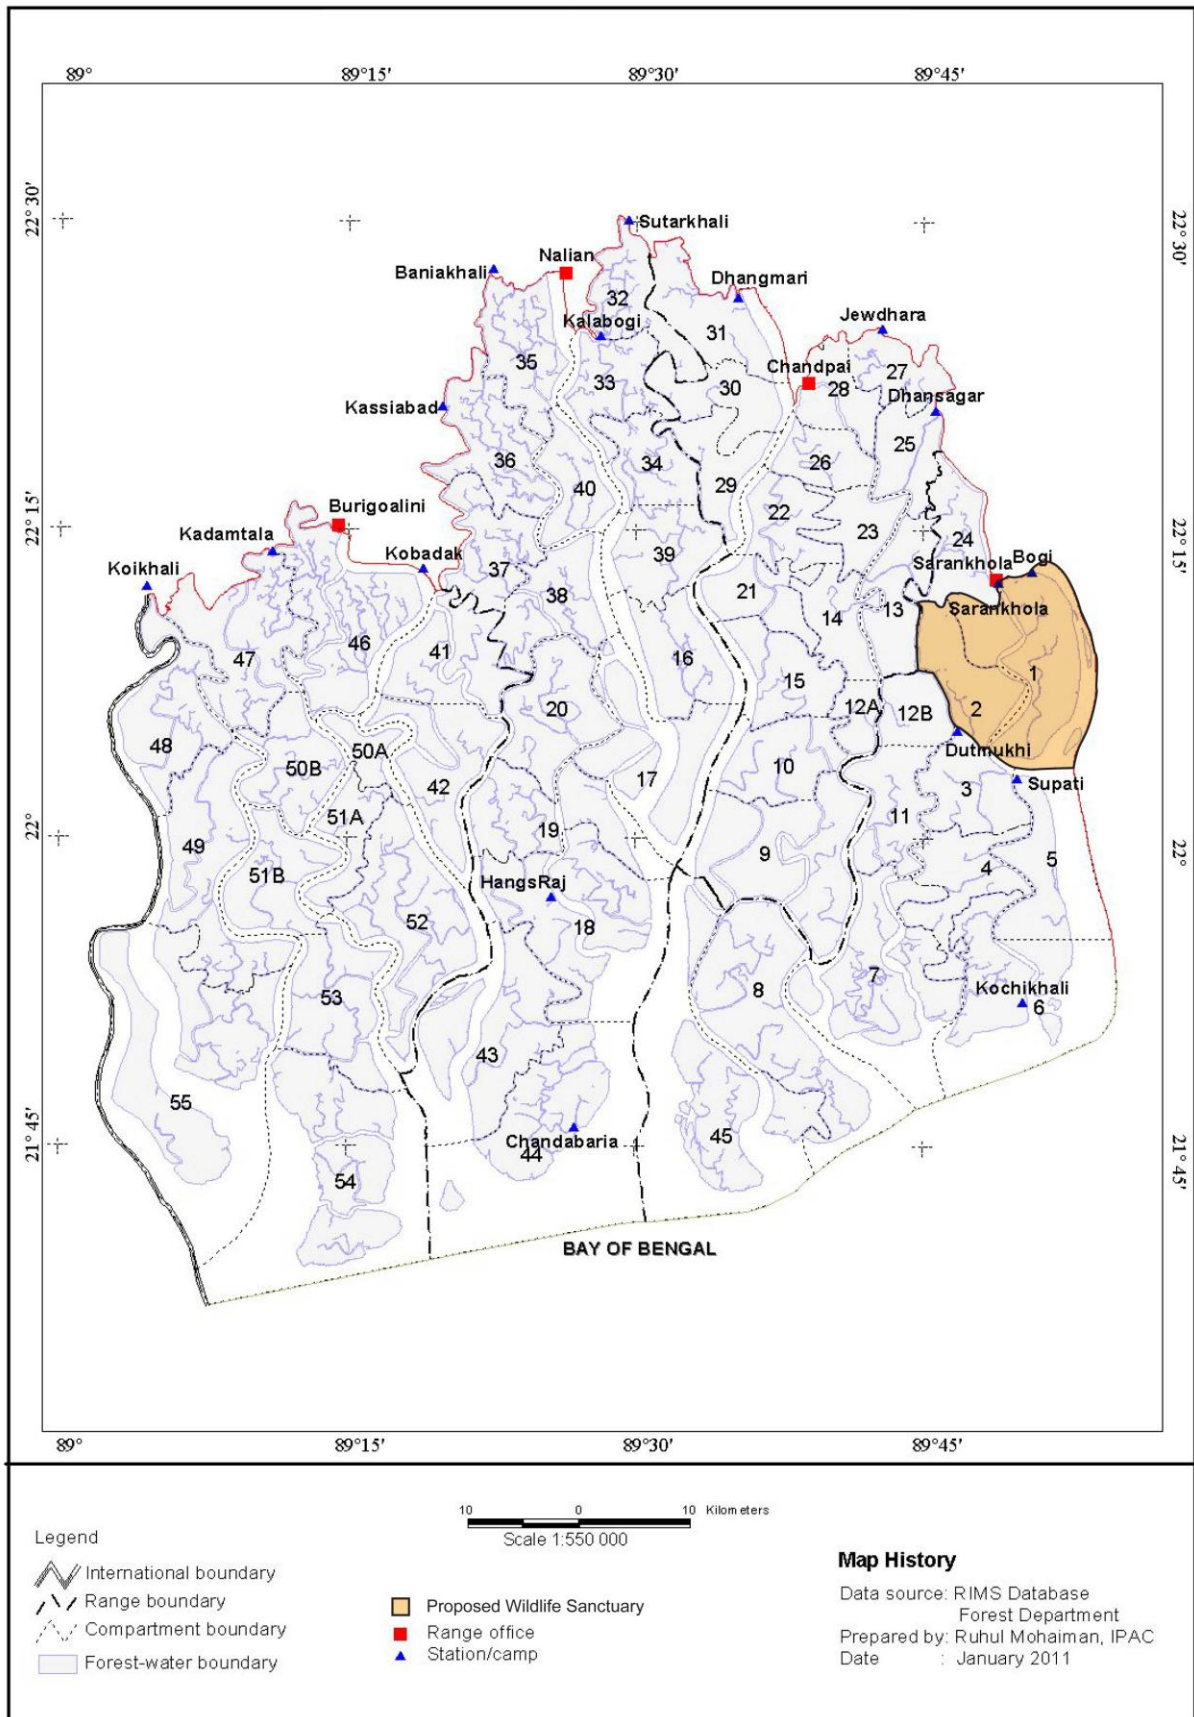 89°
89°15'
89°30'
89°45'
22° 30'
22° 30'
Sutarkhali
Nalian
Baniakhali
Dhangmari
32
Kalabogi
31
Jewdhara
35
33
30
Chandpai
28
27
Kassiabad
Dhansagar
36
34
26
25
40
29
22
23
24
22°15'
22°15'
Burigoalini
Kadamtala
Kobadak
Koikhali
37
39
38
21
14
13
Sarankhola
Bogi
Sarankhola
47
46
41
16
15
1
48
20
12A
12B
2
50A
50B
42
17
10
Dutmukhi
3
Supati
51A
49
19
11
22°
22°
51B
9
4
5
HangsRaj
52
18
53
8
7
Kochikhali
6
43
55
Chandabaria
44
45
21° 45'
21° 45'
54
BAY OF BENGAL
89°
89°15'
89°30'
89°45'
10 0 10 Kilometers
Scale 1:550 000
Legend
International boundary
Range boundary
Compartment boundary
Forest-water boundary
Proposed Wildlife Sanctuary
Range office
Station/camp
Map History
Data source: RIMS Database
Forest Department
Prepared by: Ruhul Mohaiman, IPAC
Date : January 2011